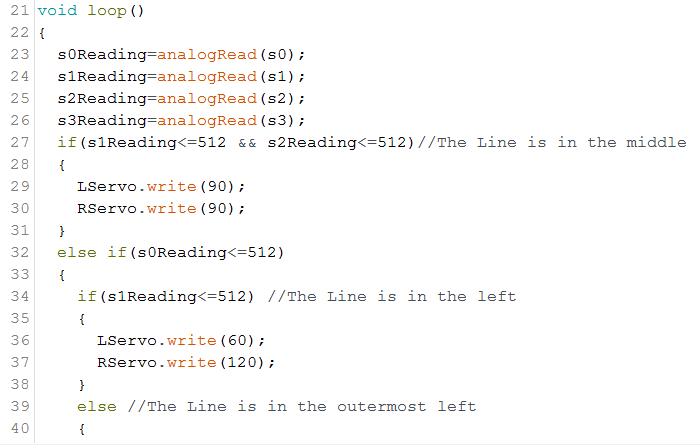 21 void loop()
22 {
23   s0Reading=analogRead(s0);
24   s1Reading=analogRead(s1);
25   s2Reading=analogRead(s2);
26   s3Reading=analogRead(s3);
27   if(s1Reading<=512 && s2Reading<=512)//The Line is in the middle
28   {
29     LServo.write(90);
30     RServo.write(90);
31   }
32   else if(s0Reading<=512)
33   {
34     if(s1Reading<=512) //The Line is in the left
35     {
36       LServo.write(60);
37       RServo.write(120);
38     }
39     else //The Line is in the outermost left
40     {